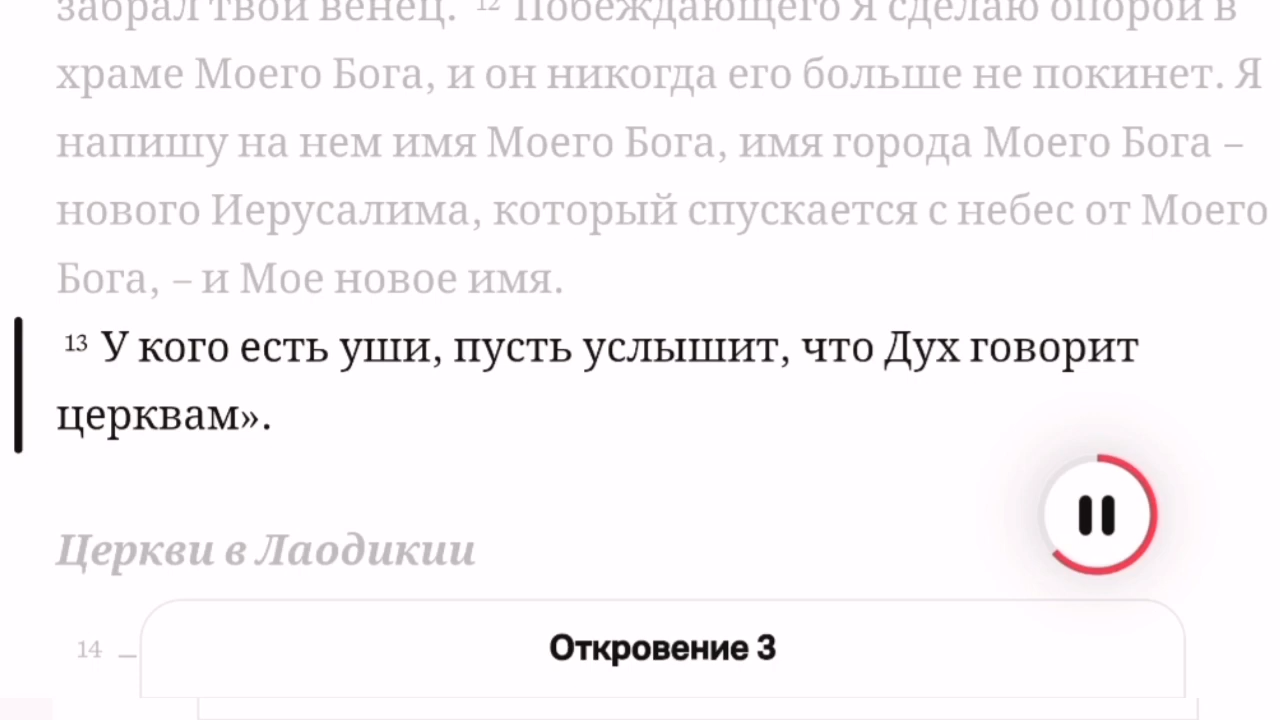 забрал твой венец. 12 Побеждающего Я сделаю опорой в
храме Моего Бога, и он никогда его больше не покинет. Я
напишу на нем имя Моего Бога, имя города Моего Бога –
нового Иерусалима, который спускается с небес от Моего
Бога, – и Мое новое имя.
13 У кого есть уши, пусть услышит, что Дух говорит
церквам».
Церкви в Лаодикии
14 –
Откровение 3